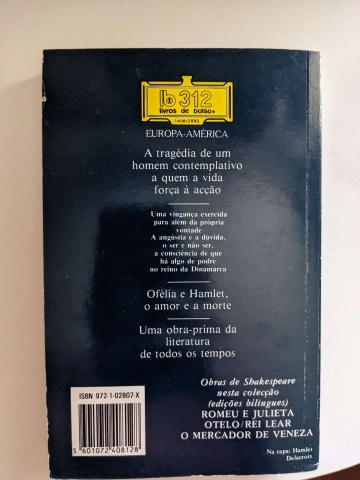 lb 312
livros de bolso
EUROPA-AMÉRICA
A tragédia de um
homem contemplativo
a quem a vida
força à acção
Uma vingança exercida
para além da própria
vontade
A angústia e a dúvida,
o ser e não ser,
a consciência de que
há algo de podre
no reino da Dinamarca
Ofélia e Hamlet,
o amor e a morte
Uma obra-prima da
literatura
de todos os tempos
Obras de Shakespeare
nesta colecção
(edições bilingues)
ROMEU E JULIETA
OTELO/REI LEAR
O MERCADOR DE VENEZA
Na capa: Hamlet
Delacroix
ISBN 972-1-02807-X
5 601072 408128